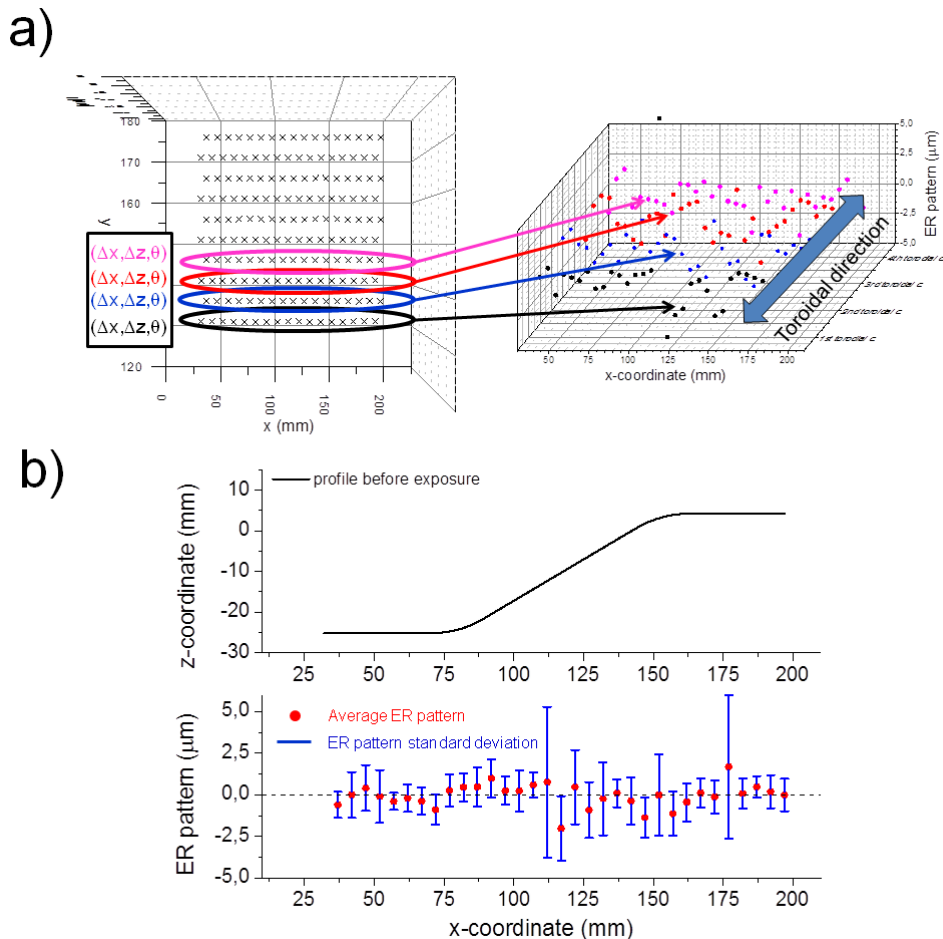 a)
180
170
160
150
y
(Δx,Δz,θ)
(Δx,Δz,θ)
(Δx,Δz,θ)
(Δx,Δz,θ)
120
0
50
100
150
200
x (mm)
5,0
2,5
0,0
-2,5
-5,0
ER pattern (μm)
4th toroidal c.
3rd toroidal c.
2nd toroidal c.
1st toroidal c.
Toroidal direction
50
75
100
125
150
175
200
x-coordinate (mm)
b)
profile before exposure
10
0
-10
-20
-30
z-coordinate (mm)
25
50
75
100
125
150
175
200
Average ER pattern
ER pattern standard deviation
5,0
2,5
0,0
-2,5
-5,0
ER pattern (μm)
25
50
75
100
125
150
175
200
x-coordinate (mm)